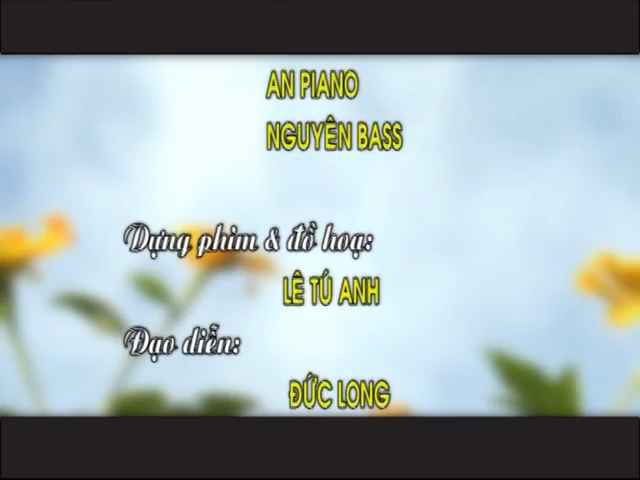 AN PIANO
NGUYÊN BASS
Dựng phim & đồ hoạ:
LÊ TÚ ANH
Đạo diễn:
ĐỨC LONG